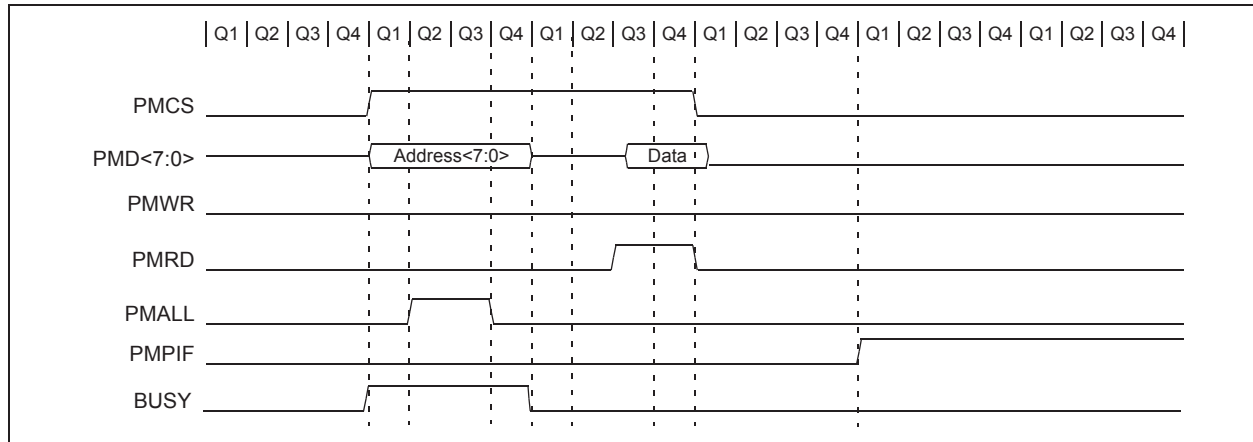 Q1 Q2 Q3 Q4 Q1 Q2 Q3 Q4 Q1 Q2 Q3 Q4 Q1 Q2 Q3 Q4 Q1 Q2 Q3 Q4 Q1 Q2 Q3 Q4
PMCS
PMD<7:0> Address<7:0> Data
PMWR
PMRD
PMALL
PMPIF
BUSY